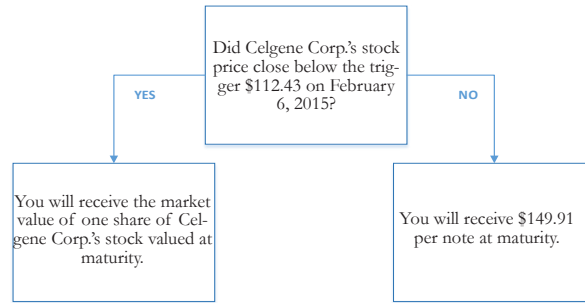 Did Celgene Corp.'s stock
price close below the trig-
ger $112.43 on February
6, 2015?
YES
NO
You will receive the market
value of one share of Cel-
gene Corp.'s stock valued at
maturity.
You will receive $149.91
per note at maturity.